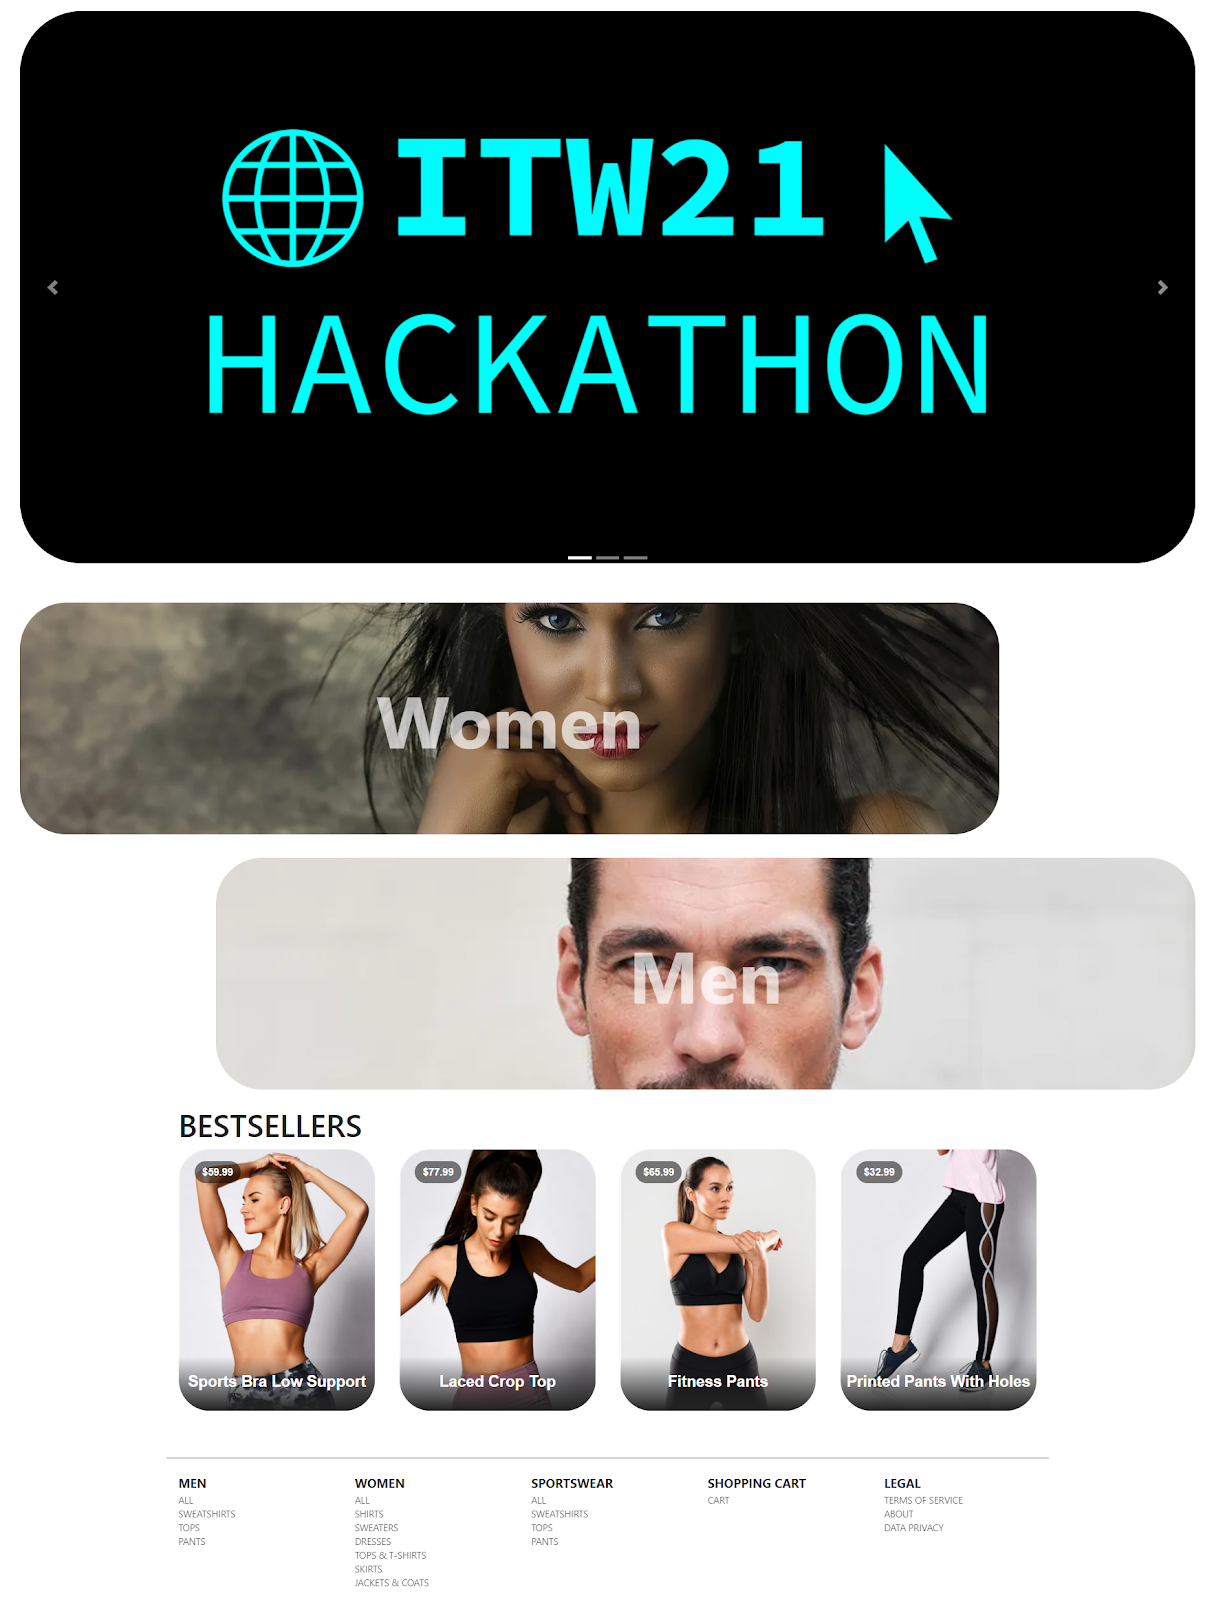 ITW21
HACKATHON
Women
Men
BESTSELLERS
$59.99
$77.99
$65.99
$32.99
Sports Bra Low Support
Laced Crop Top
Fitness Pants
Printed Pants With Holes
MEN
ALL
SWEATSHIRTS
TOPS
PANTS
WOMEN
ALL
SHIRTS
SWEATERS
DRESSES
TOPS & T-SHIRTS
SKIRTS
JACKETS & COATS
SPORTSWEAR
ALL
SWEATSHIRTS
TOPS
PANTS
SHOPPING CART
CART
LEGAL
TERMS OF SERVICE
ABOUT
DATA PRIVACY